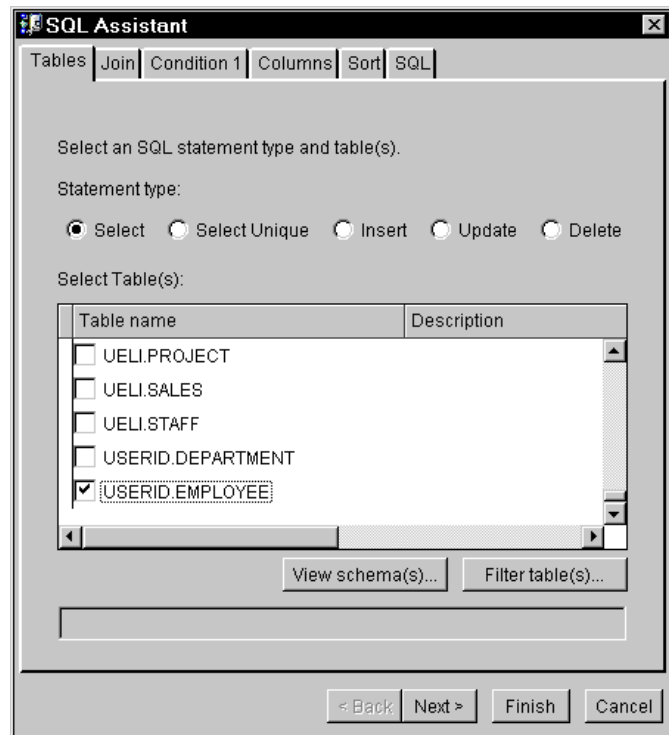 SQL Assistant
Tables Join Condition 1 Columns Sort SQL
Select an SQL statement type and table(s).
Statement type:
Select Select Unique Insert Update Delete
Select Table(s):
Table name Description
UELI.PROJECT
UELI.SALES
UELI.STAFF
USERID.DEPARTMENT
USERID.EMPLOYEE
View schema(s)... Filter table(s)...
< Back Next > Finish Cancel